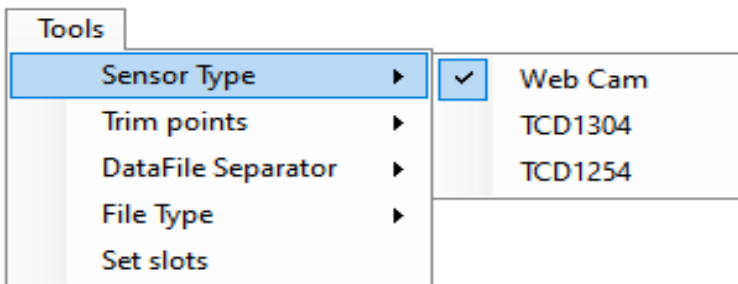 Tools
Sensor Type
Trim points
DataFile Separator
File Type
Set slots
Web Cam
TCD1304
TCD1254